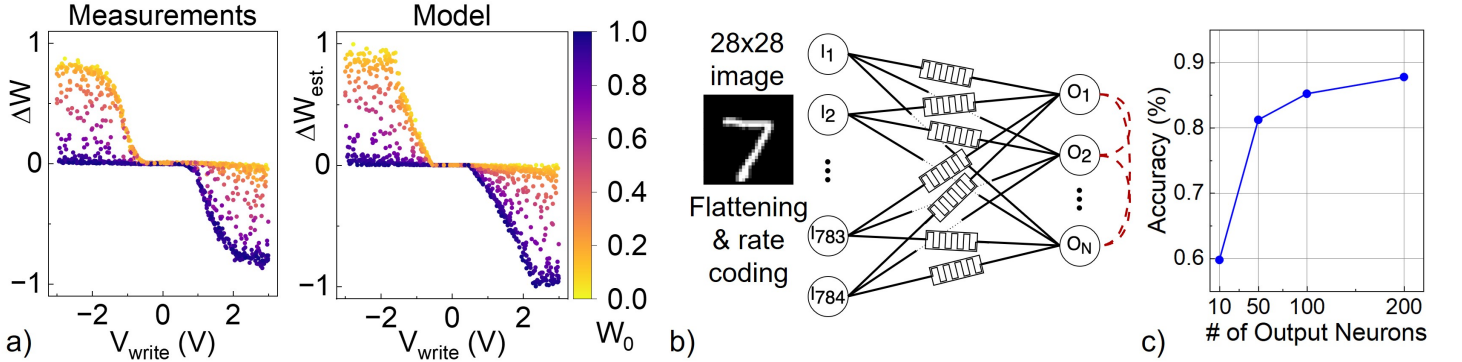 Measurements
ΔW
1
0
−1
−2
0
2
V_write (V)
a)
Model
ΔW_est.
1
0
−1
−2
0
2
V_write (V)
1.0
0.8
0.6
0.4
0.2
0.0
W_0
b)
28x28
image
Flattening
& rate
coding
I_1
I_2
I_783
I_784
O_1
O_2
O_N
c)
Accuracy (%)
0.9
0.8
0.7
0.6
10
50
100
200
# of Output Neurons